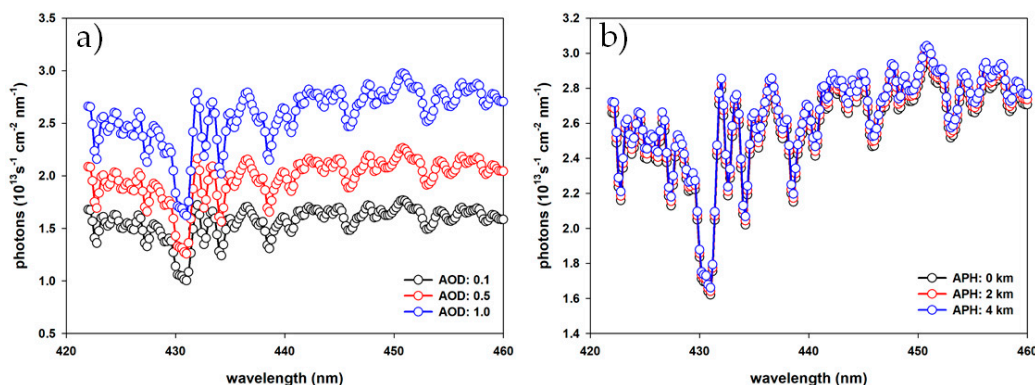 a)
photons (10¹³s⁻¹ cm⁻² nm⁻¹)
3.5
3.0
2.5
2.0
1.5
1.0
0.5
AOD: 0.1
AOD: 0.5
AOD: 1.0
420 430 440 450 460
wavelength (nm)
b)
photons (10¹³s⁻¹ cm⁻² nm⁻¹)
3.2
3.0
2.8
2.6
2.4
2.2
2.0
1.8
1.6
1.4
APH: 0 km
APH: 2 km
APH: 4 km
420 430 440 450 460
wavelength (nm)